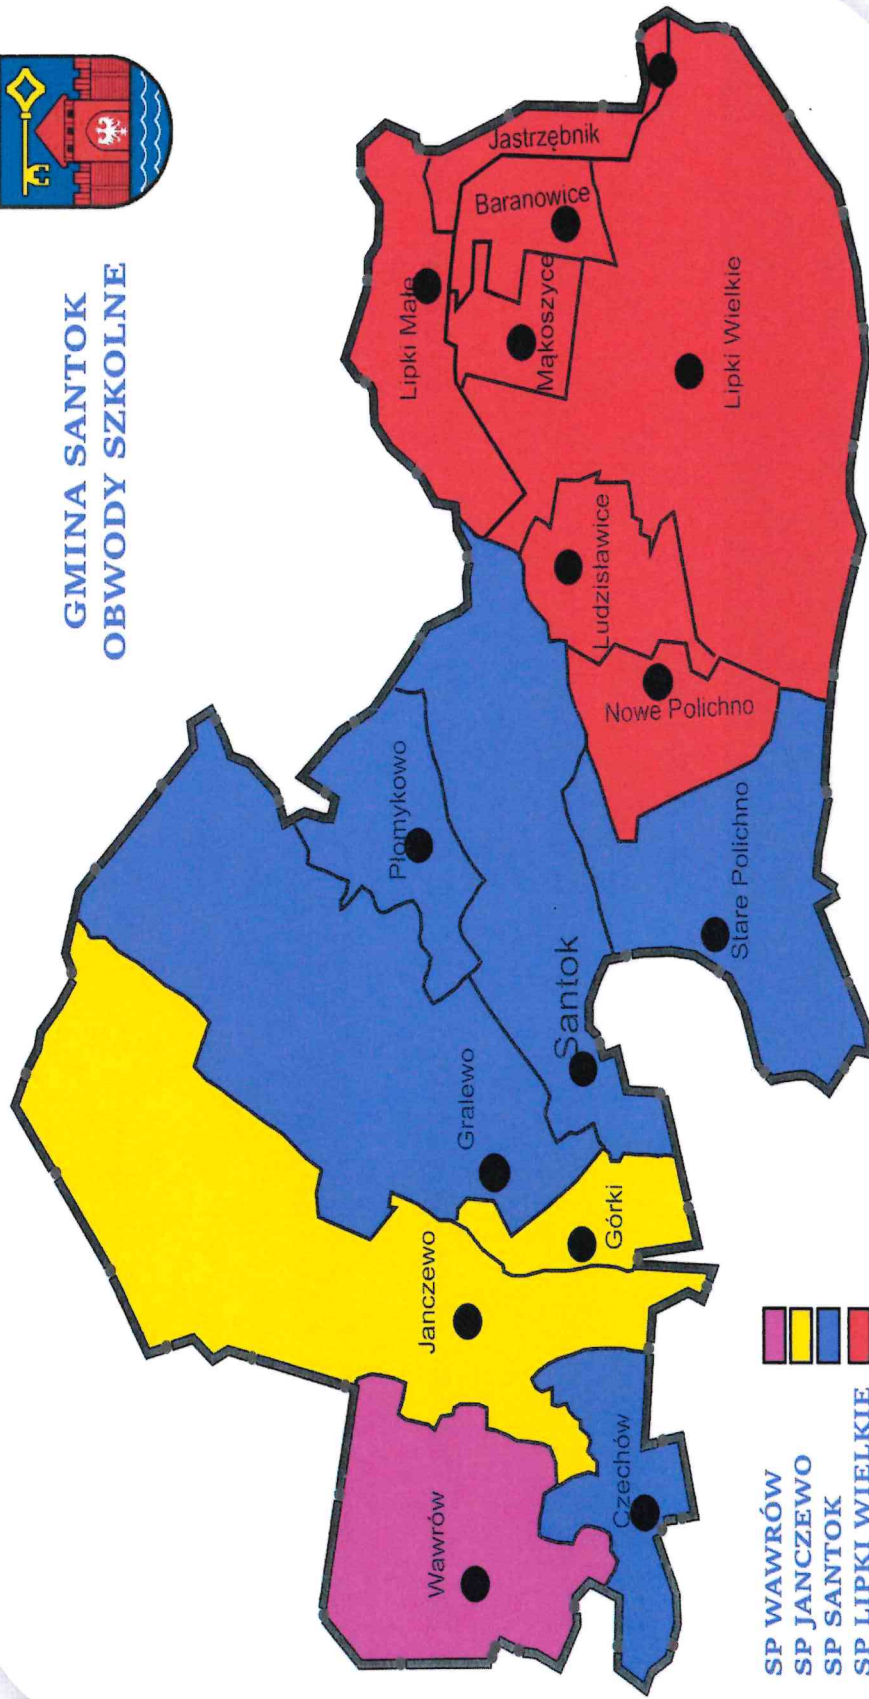 GMINA SANTOK
OBWODY SZKOLNE
Wawrów
Janczewo
Czechów
Górki
Gralewo
Santok
Płomykowo
Stare Polichno
Nowe Polichno
Ludzisławice
Lipki Małe
Mąkoszyce
Baranowice
Jastrzębnik
Lipki Wielkie
SP WAWRÓW
SP JANCZEWO
SP SANTOK
SP LIPKI WIELKIE